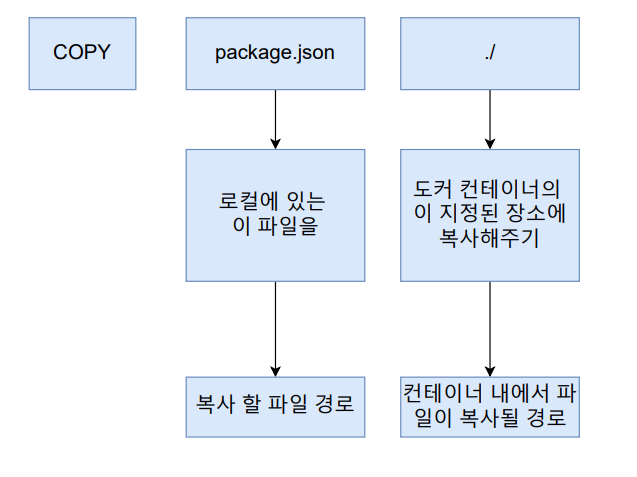 COPY
package.json
./
로컬에 있는
이 파일을
도커 컨테이너의
이 지정된 장소에
복사해주기
복사 할 파일 경로
컨테이너 내에서 파
일이 복사될 경로